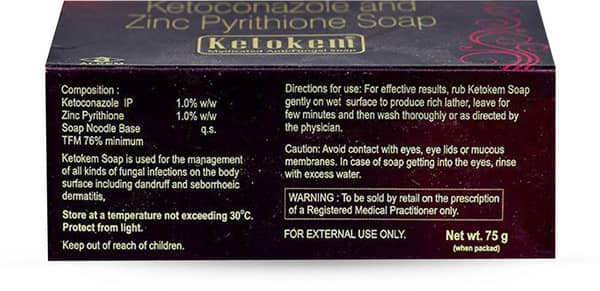 Ketoconazole and
Zinc Pyrithione Soap
Ketokem
Medicated Anti-Fungal Soap
Composition :
Ketoconazole IP 1.0% w/w
Zinc Pyrithione 1.0% w/w
Soap Noodle Base q.s.
TFM 76% minimum
Ketokem Soap is used for the management
of all kinds of fungal infections on the body
surface including dandruff and seborrhoeic
dermatitis,
Store at a temperature not exceeding 30°C.
Protect from light.
Keep out of reach of children.
Directions for use: For effective results, rub Ketokem Soap
gently on wet surface to produce rich lather, leave for
few minutes and then wash thoroughly or as directed by
the physician.
Caution: Avoid contact with eyes, eye lids or mucous
membranes. In case of soap getting into the eyes, rinse
with excess water.
WARNING : To be sold by retail on the prescription
of a Registered Medical Practitioner only.
FOR EXTERNAL USE ONLY.
Net wt. 75 g
(when packed)